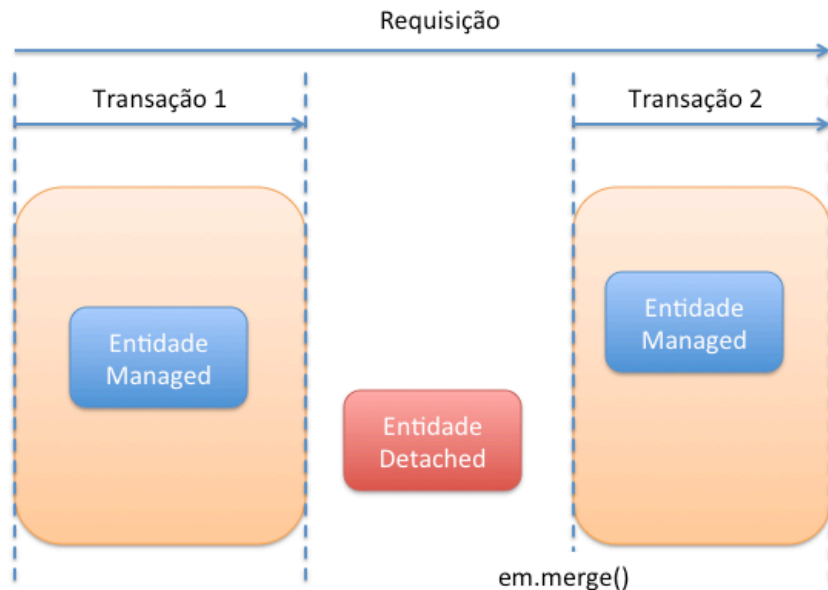 Requisição
Transação 1
Transação 2
Entidade
Managed
Entidade
Managed
Entidade
Detached
em.merge()